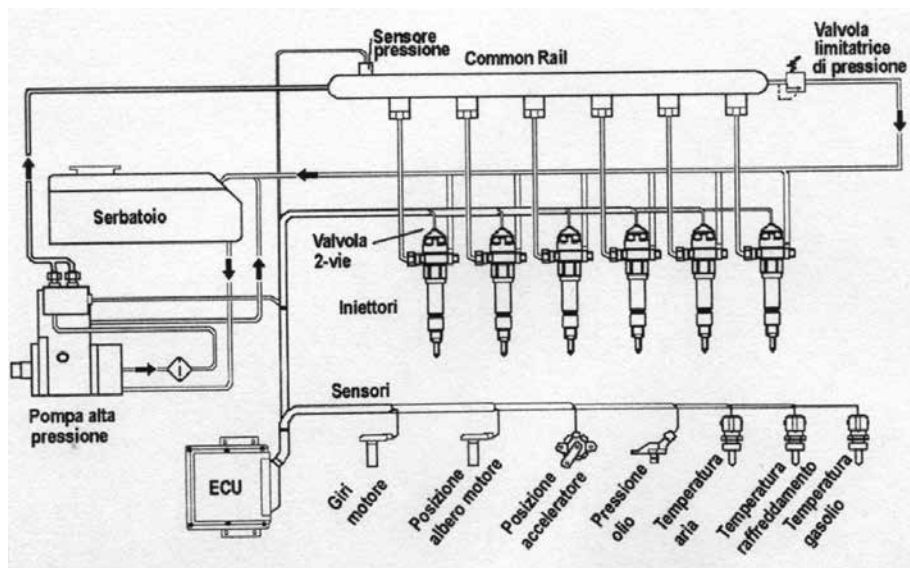 Sensore
pressione
Common Rail
Valvola
limitatrice
di pressione
Serbatoio
Valvola
2-vie
Iniettori
Pompa alta
pressione
Sensori
ECU
Giri
motore
Posizione
albero motore
Posizione
acceleratore
Pressione
olio
Temperatura
aria
Temperatura
raffreddamento
Temperatura
gasolio